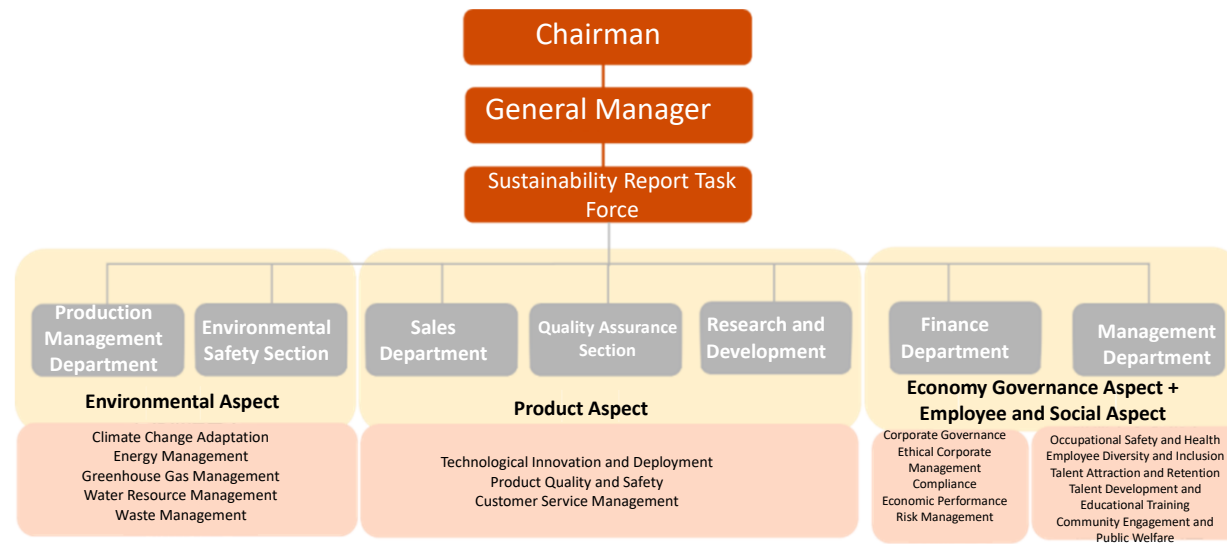 Chairman
General Manager
Sustainability Report Task
Force
Production
Management
Department
Environmental
Safety Section
Sales
Department
Quality Assurance
Section
Research and
Development
Finance
Department
Management
Department
Environmental Aspect
Product Aspect
Economy Governance Aspect +
Employee and Social Aspect
Climate Change Adaptation
Energy Management
Greenhouse Gas Management
Water Resource Management
Waste Management
Technological Innovation and Deployment
Product Quality and Safety
Customer Service Management
Corporate Governance
Ethical Corporate
Management
Compliance
Economic Performance
Risk Management
Occupational Safety and Health
Employee Diversity and Inclusion
Talent Attraction and Retention
Talent Development and
Educational Training
Community Engagement and
Public Welfare